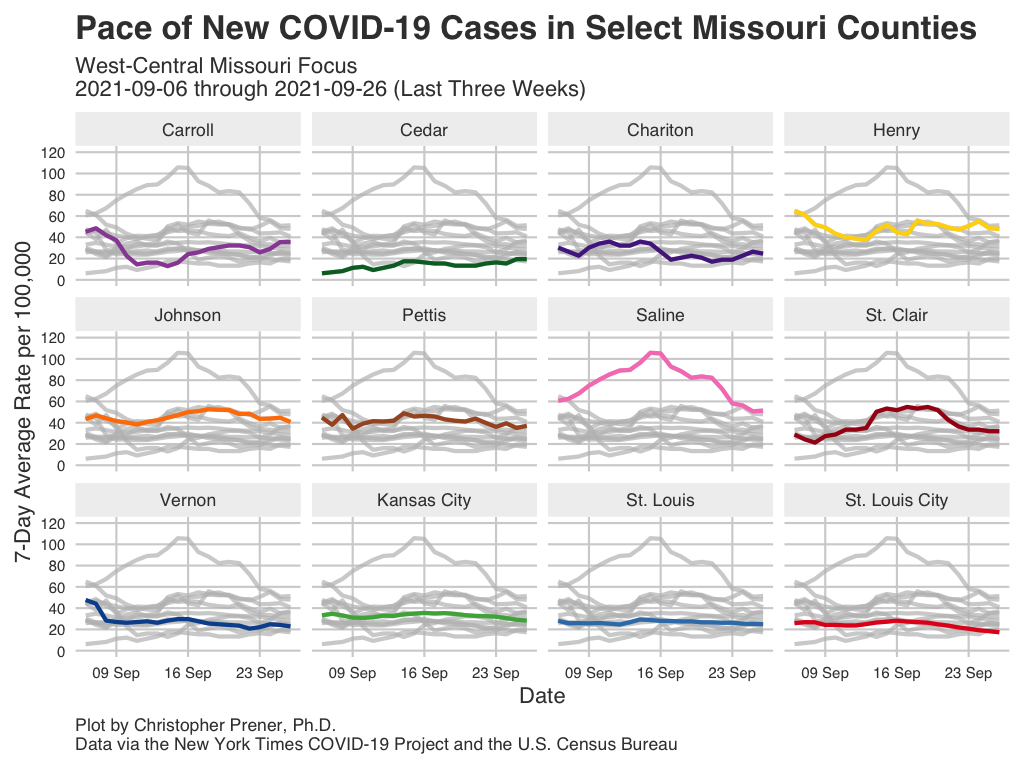 Pace of New COVID-19 Cases in Select Missouri Counties
West-Central Missouri Focus
2021-09-06 through 2021-09-26 (Last Three Weeks)
7-Day Average Rate per 100,000
Carroll Cedar Chariton Henry
120
100
80
60
40
20
0
Johnson Pettis Saline St. Clair
120
100
80
60
40
20
0
Vernon Kansas City St. Louis St. Louis City
120
100
80
60
40
20
0
09 Sep 16 Sep 23 Sep 09 Sep 16 Sep 23 Sep 09 Sep 16 Sep 23 Sep 09 Sep 16 Sep 23 Sep
Date
Plot by Christopher Prener, Ph.D.
Data via the New York Times COVID-19 Project and the U.S. Census Bureau